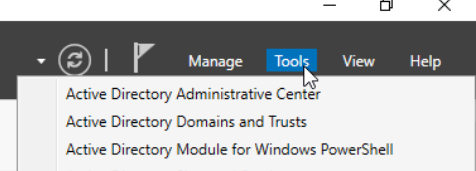 Manage Tools View Help
Active Directory Administrative Center
Active Directory Domains and Trusts
Active Directory Module for Windows PowerShell